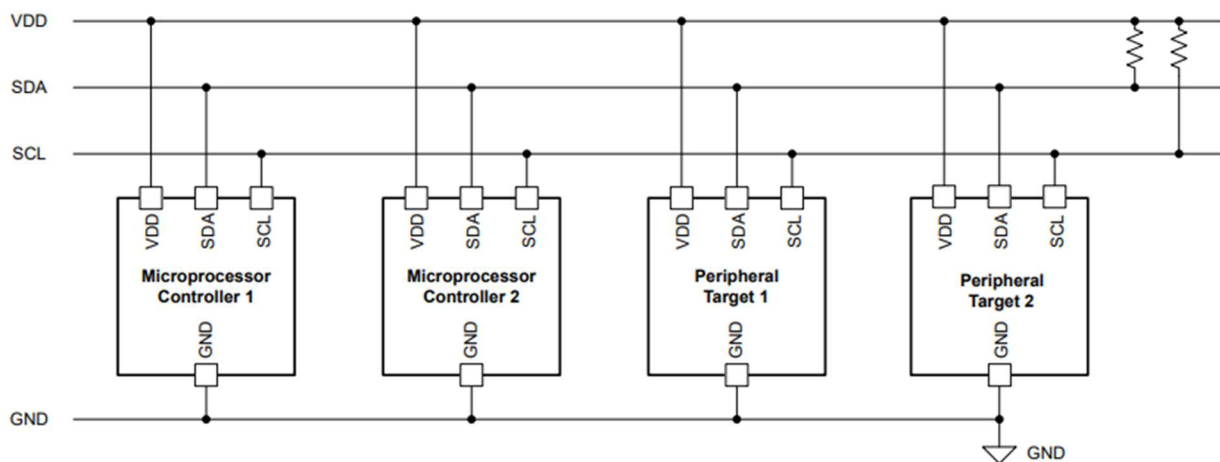 VDD
SDA
SCL
VDD
SDA
SCL
Microprocessor
Controller 1
GND
VDD
SDA
SCL
Microprocessor
Controller 2
GND
VDD
SDA
SCL
Peripheral
Target 1
GND
VDD
SDA
SCL
Peripheral
Target 2
GND
GND
GND